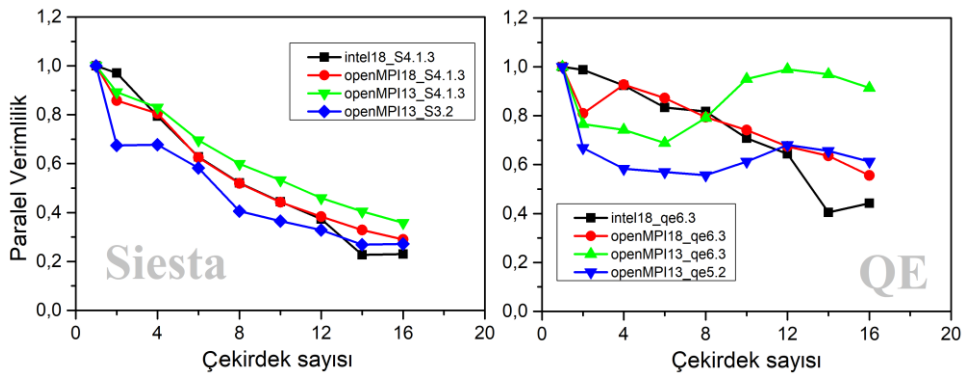 1,2
1,0
0,8
0,6
0,4
0,2
0,0
Paralel Verimlilik
intel18_S4.1.3
openMPI18_S4.1.3
openMPI13_S4.1.3
openMPI13_S3.2
Siesta
0 4 8 12 16 20
Çekirdek sayısı
1,2
1,0
0,8
0,6
0,4
0,2
0,0
intel18_qe6.3
openMPI18_qe6.3
openMPI13_qe6.3
openMPI13_qe5.2
QE
0 4 8 12 16 20
Çekirdek sayısı